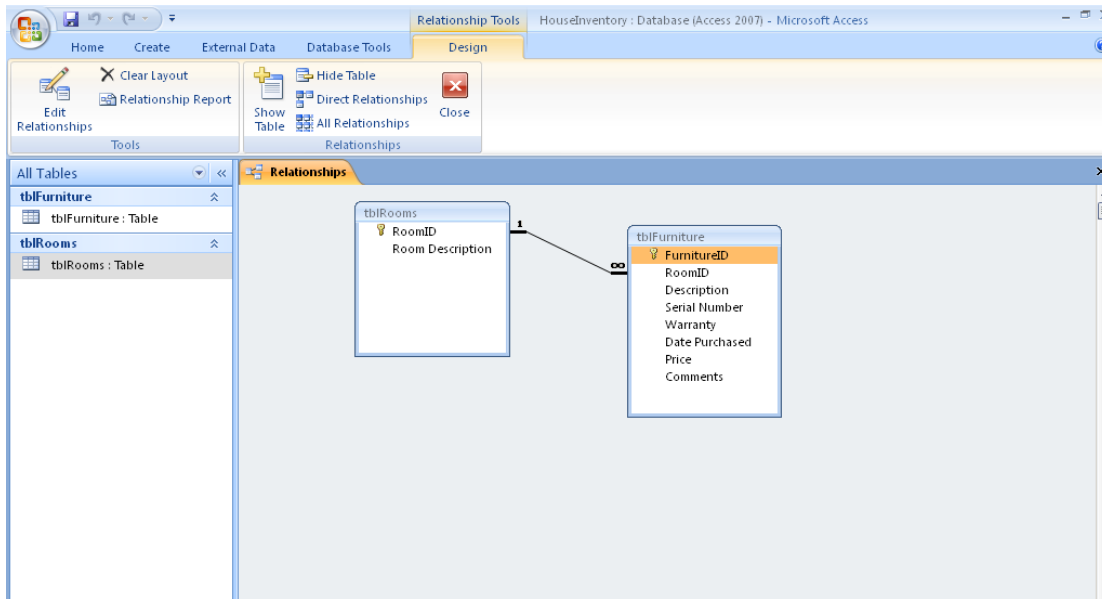 Relationship Tools HouseInventory : Database (Access 2007) - Microsoft Access
Home Create External Data Database Tools Design
Edit Relationships
Clear Layout
Relationship Report
Tools
Show Table
Hide Table
Direct Relationships
All Relationships
Close
Relationships
All Tables «
tblFurniture
tblFurniture : Table
tblRooms
tblRooms : Table
Relationships
tblRooms
RoomID
Room Description
1
∞
tblFurniture
FurnitureID
RoomID
Description
Serial Number
Warranty
Date Purchased
Price
Comments